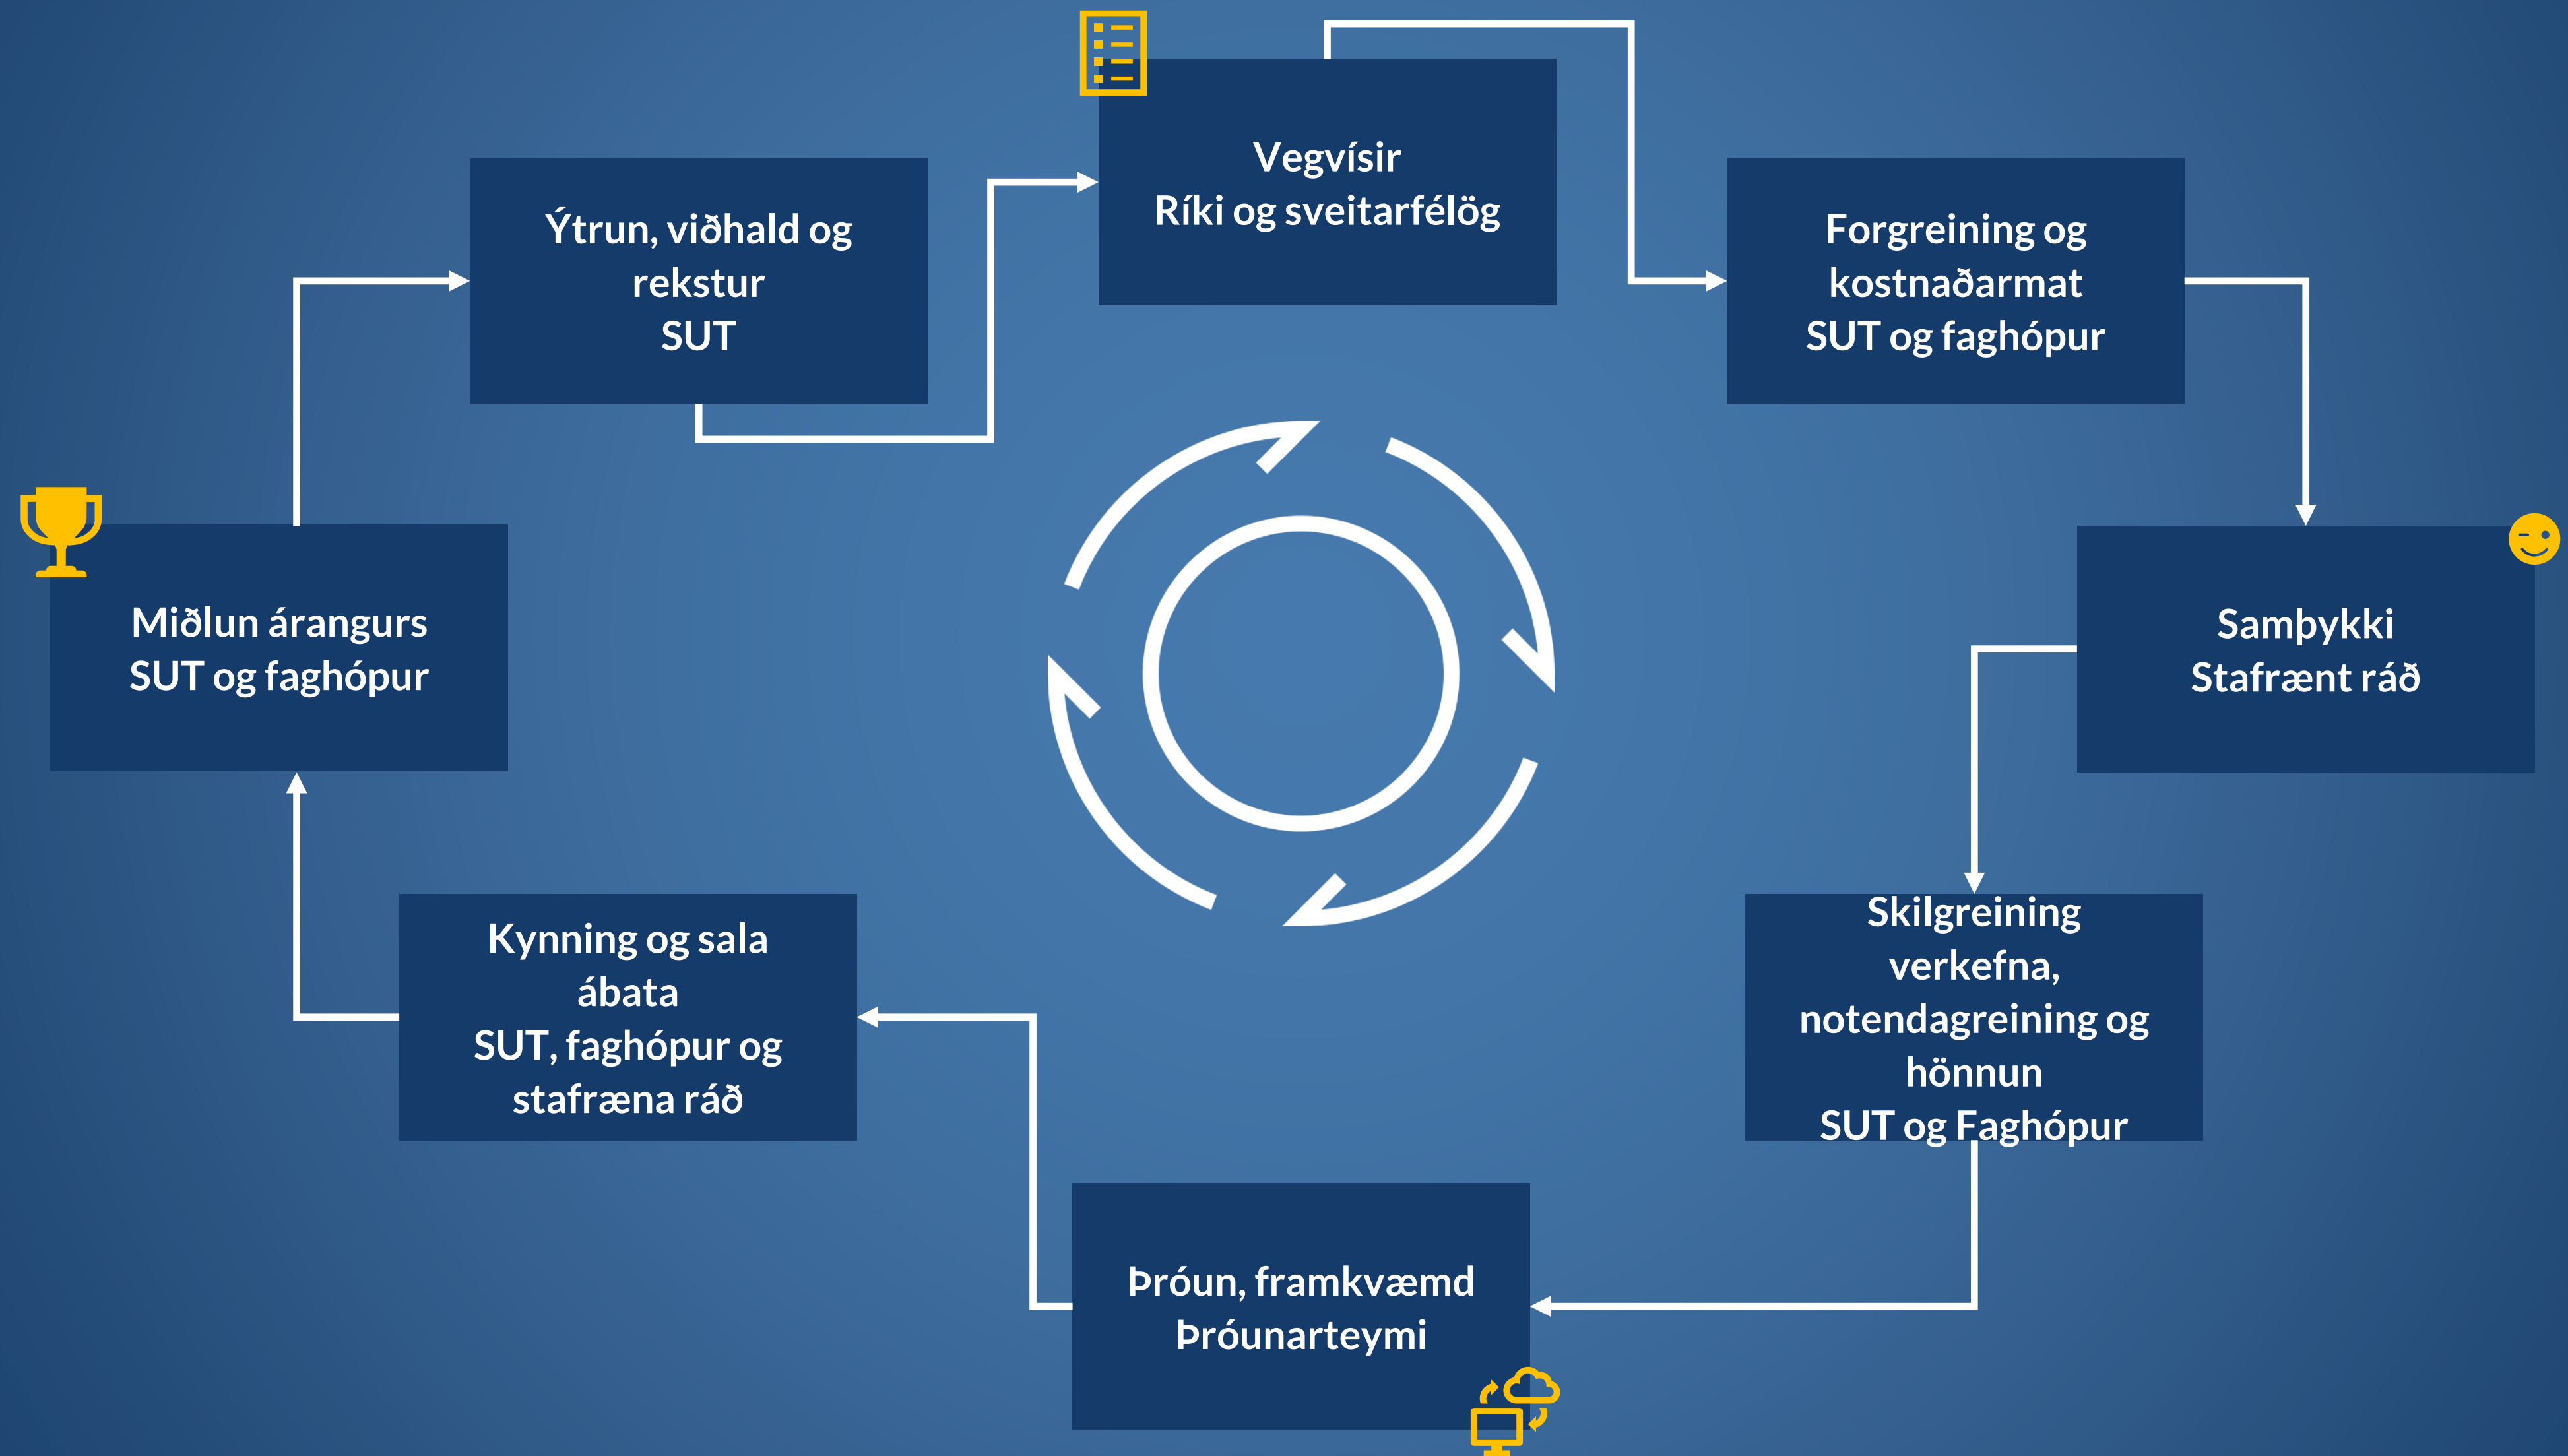 Vegvísir
Ríki og sveitarfélög
Forgreining og
kostnaðarmat
SUT og faghópur
Samþykki
Stafrænt ráð
Skilgreining
verkefna,
notendagreining og
hönnun
SUT og Faghópur
Þróun, framkvæmd
Þróunarteymi
Kynning og sala
ábata
SUT, faghópur og
stafræna ráð
Miðlun árangurs
SUT og faghópur
Ýtrun, viðhald og
rekstur
SUT